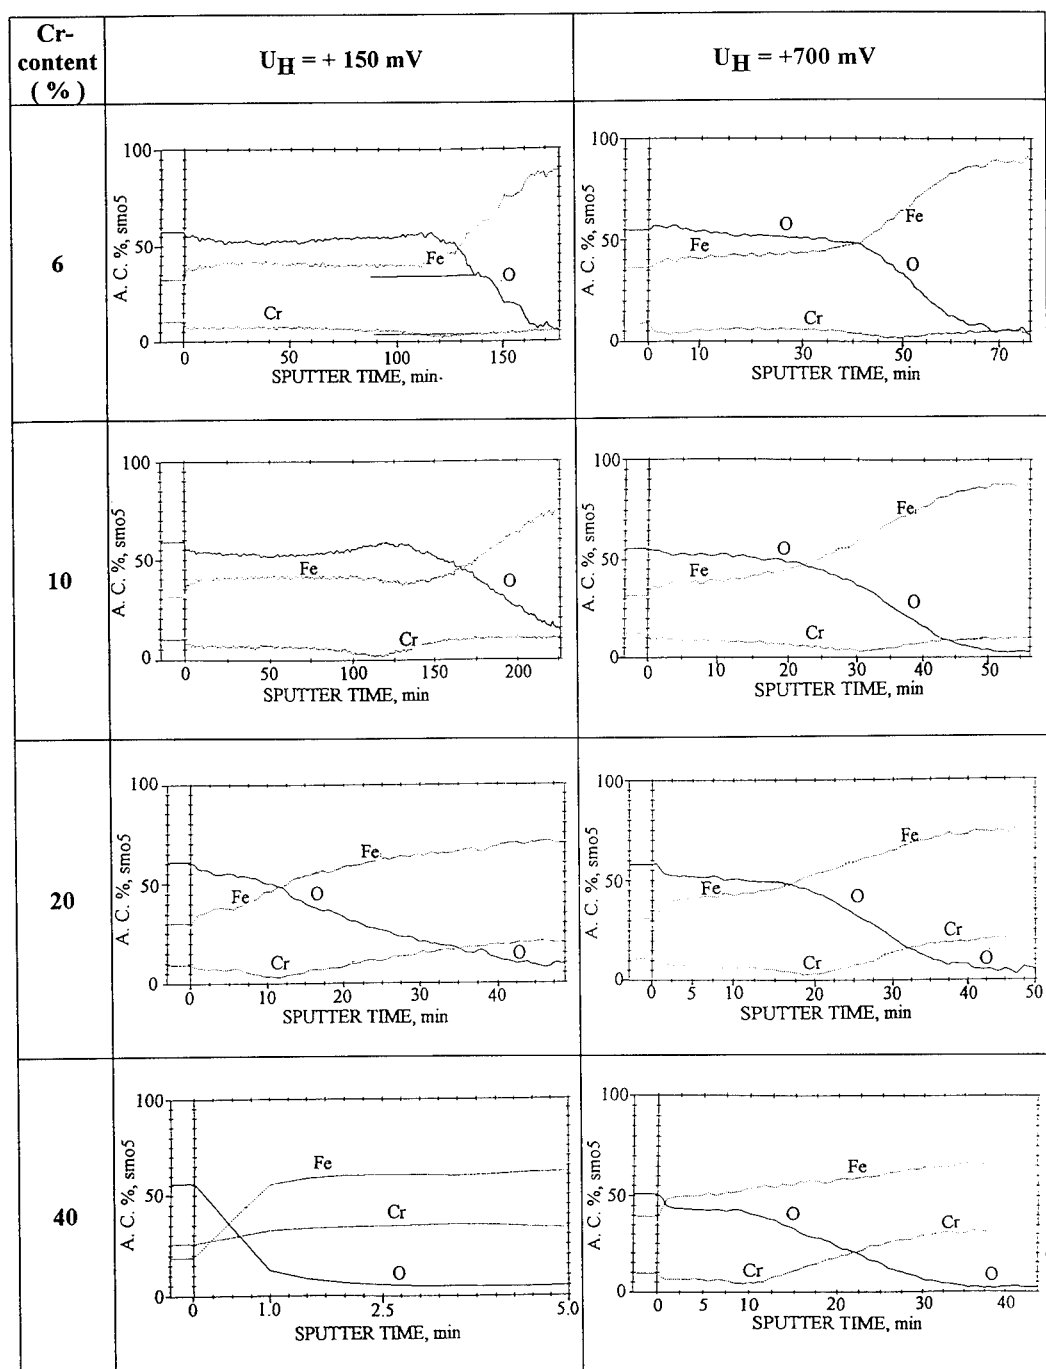 Cr-
content
( % )
U_H = + 150 mV
U_H = +700 mV
6
A. C. %, smo5
100
50
0
Fe
O
Cr
0 50 100 150
SPUTTER TIME, min.
A. C. %, smo5
100
50
0
O
Fe
Fe
O
Cr
0 10 30 50 70
SPUTTER TIME, min
10
A. C. %, smo5
100
50
0
Fe
O
Cr
0 50 100 150 200
SPUTTER TIME, min
A. C. %, smo5
100
50
0
Fe
O
Fe
O
Cr
0 10 20 30 40 50
SPUTTER TIME, min
20
A. C. %, smo5
100
50
0
Fe
Fe
O
Cr
O
0 10 20 30 40
SPUTTER TIME, min
A. C. %, smo5
100
50
0
Fe
Fe
O
Cr
Cr
O
0 5 10 20 30 40 50
SPUTTER TIME, min
40
A. C. %, smo5
100
50
0
Fe
Cr
O
0 1.0 2.5 5.0
SPUTTER TIME, min
A. C. %, smo5
100
50
0
Fe
O
Cr
Cr
O
0 5 10 20 30 40
SPUTTER TIME, min